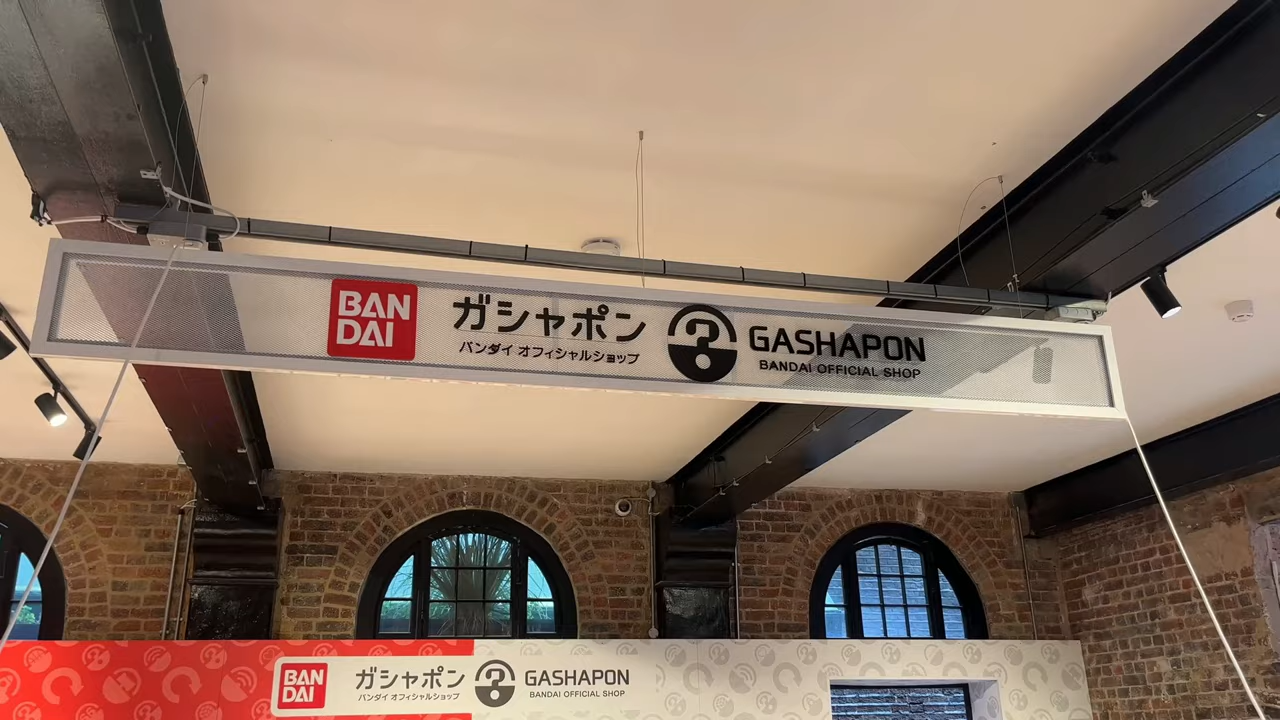 BAN
DAI
ガシャポン
バンダイ オフィシャルショップ
?
GASHAPON
BANDAI OFFICIAL SHOP
BAN
DAI
ガシャポン
バンダイ オフィシャルショップ
?
GASHAPON
BANDAI OFFICIAL SHOP